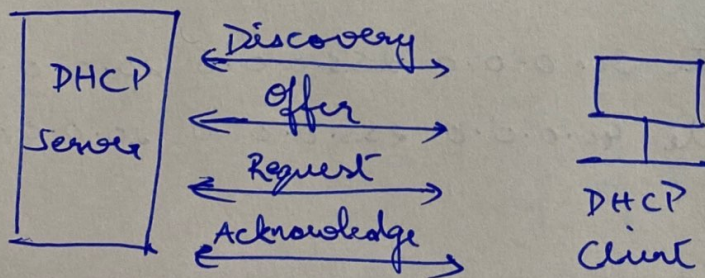 DHCP
Server
Discovery
Offer
Request
Acknowledge
DHCP
Client